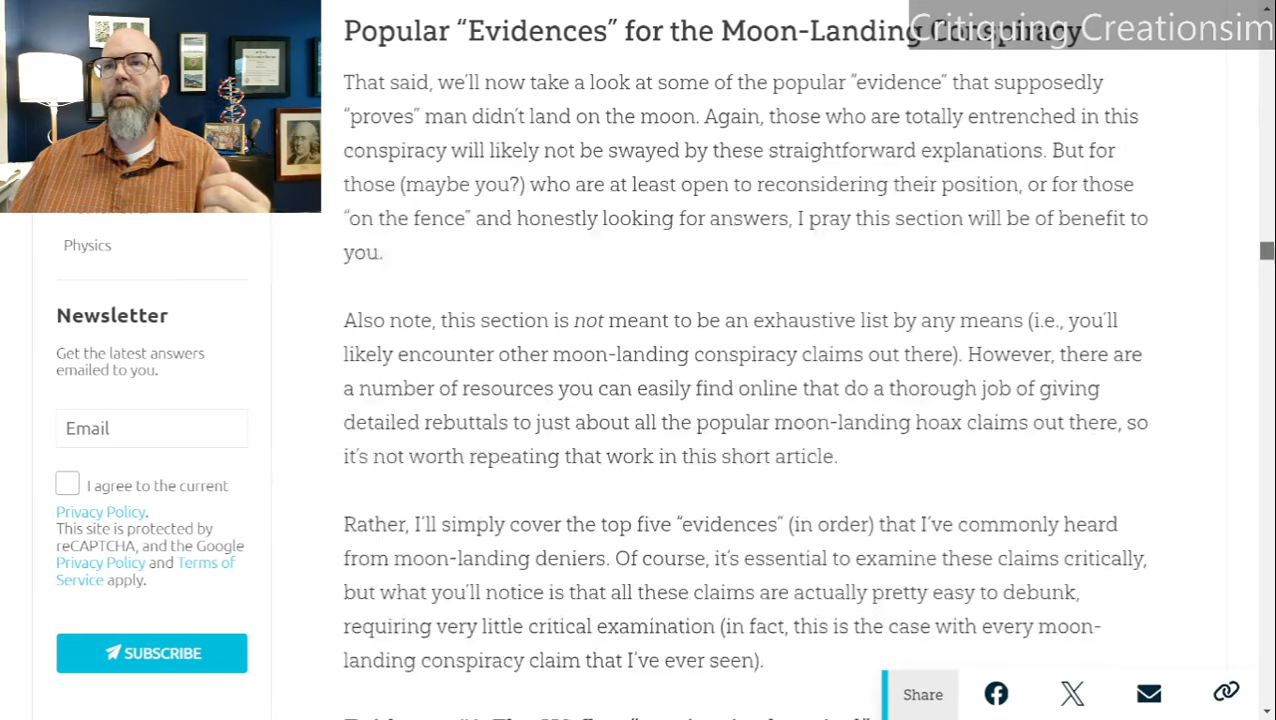 Popular “Evidences” for the Moon-Landing Conspiracy
Critiquing Creationsim
That said, we’ll now take a look at some of the popular “evidence” that supposedly
“proves” man didn’t land on the moon. Again, those who are totally entrenched in this
conspiracy will likely not be swayed by these straightforward explanations. But for
those (maybe you?) who are at least open to reconsidering their position, or for those
“on the fence” and honestly looking for answers, I pray this section will be of benefit to
you.
Also note, this section is not meant to be an exhaustive list by any means (i.e., you’ll
likely encounter other moon-landing conspiracy claims out there). However, there are
a number of resources you can easily find online that do a thorough job of giving
detailed rebuttals to just about all the popular moon-landing hoax claims out there, so
it’s not worth repeating that work in this short article.
Rather, I’ll simply cover the top five “evidences” (in order) that I’ve commonly heard
from moon-landing deniers. Of course, it’s essential to examine these claims critically,
but what you’ll notice is that all these claims are actually pretty easy to debunk,
requiring very little critical examination (in fact, this is the case with every moon-
landing conspiracy claim that I’ve ever seen).
Physics
Newsletter
Get the latest answers
emailed to you.
Email
I agree to the current
Privacy Policy.
This site is protected by
reCAPTCHA, and the Google
Privacy Policy and Terms of
Service apply.
SUBSCRIBE
Share